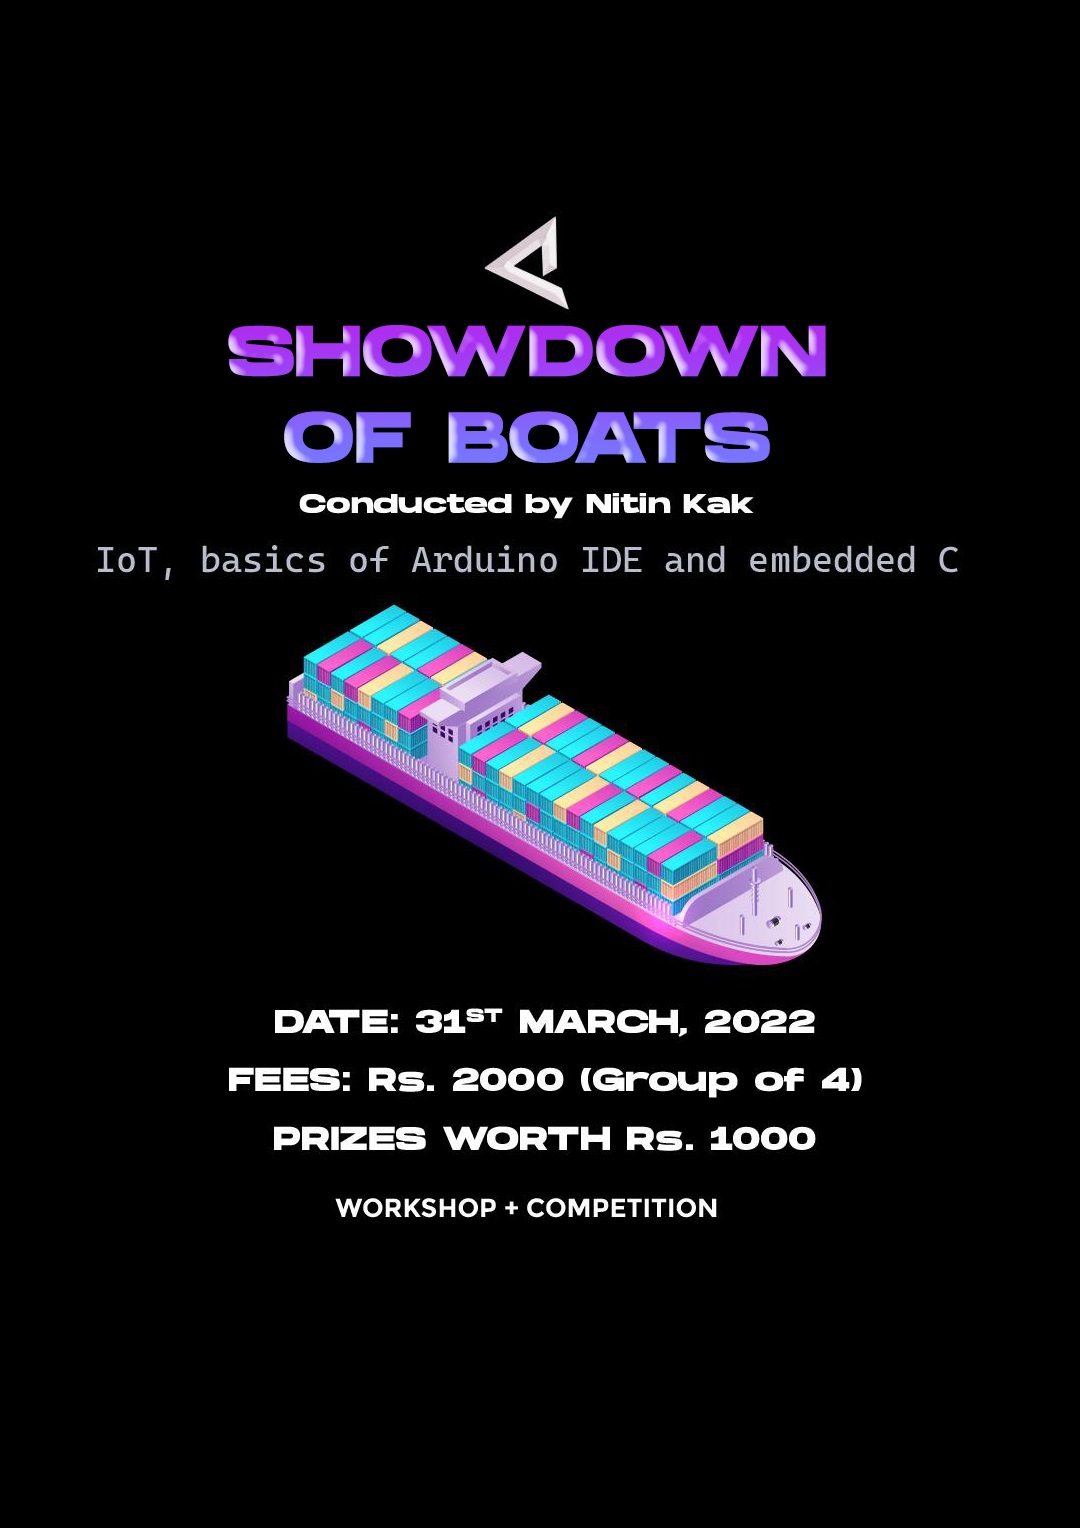 SHOWDOWN
OF BOATS
Conducted by Nitin Kak
IoT, basics of Arduino IDE and embedded C
DATE: 31ST MARCH, 2022
FEES: Rs. 2000 (Group of 4)
PRIZES WORTH Rs. 1000
WORKSHOP + COMPETITION